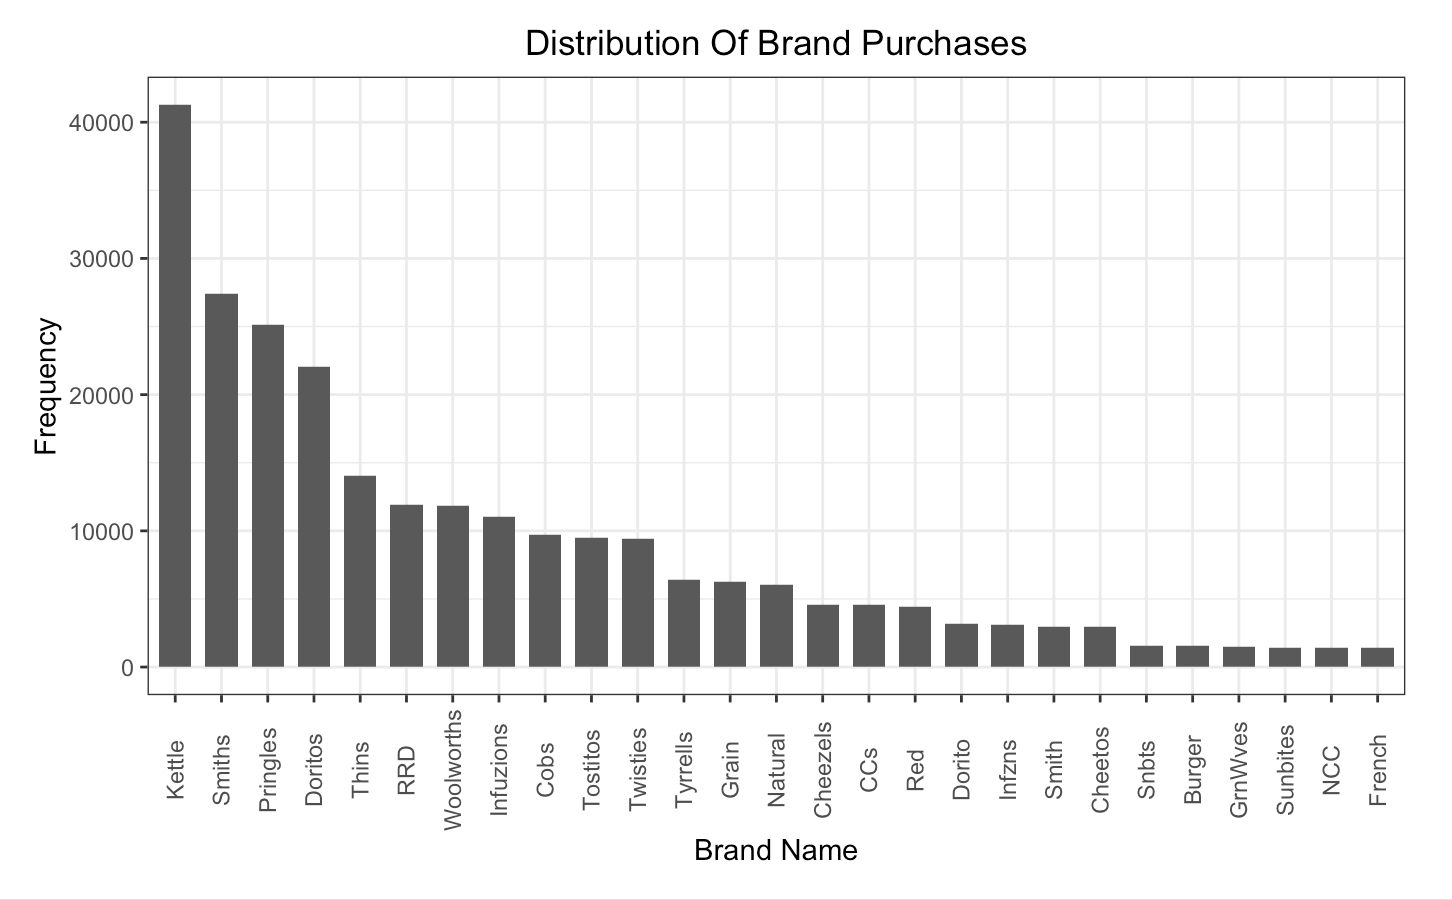 Distribution Of Brand Purchases
Frequency
40000
30000
20000
10000
0
Kettle
Smiths
Pringles
Doritos
Thins
RRD
Woolworths
Infuzions
Cobs
Tostitos
Twisties
Tyrrells
Grain
Natural
Cheezels
CCs
Red
Dorito
Infzns
Smith
Cheetos
Snbts
Burger
GrnWves
Sunbites
NCC
French
Brand Name